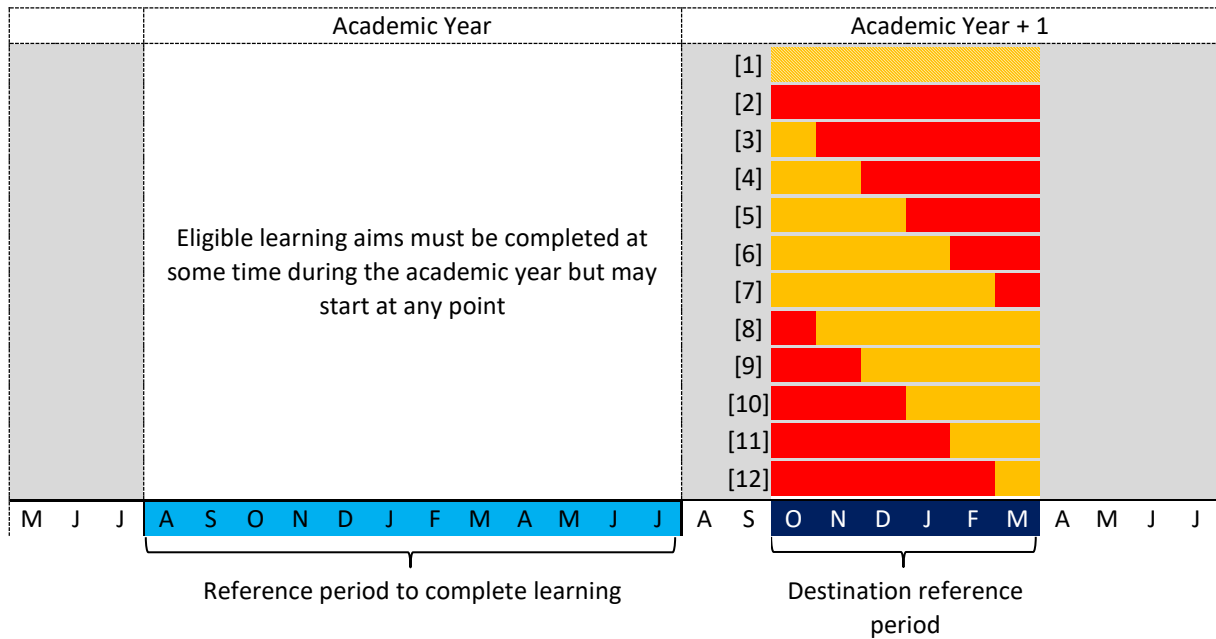 Academic Year
Academic Year + 1
[1]
[2]
[3]
[4]
[5]
[6]
[7]
[8]
[9]
[10]
[11]
[12]
Eligible learning aims must be completed at
some time during the academic year but may
start at any point
M J J A S O N D J F M A M J J A S O N D J F M A M J J
Reference period to complete learning
Destination reference
period